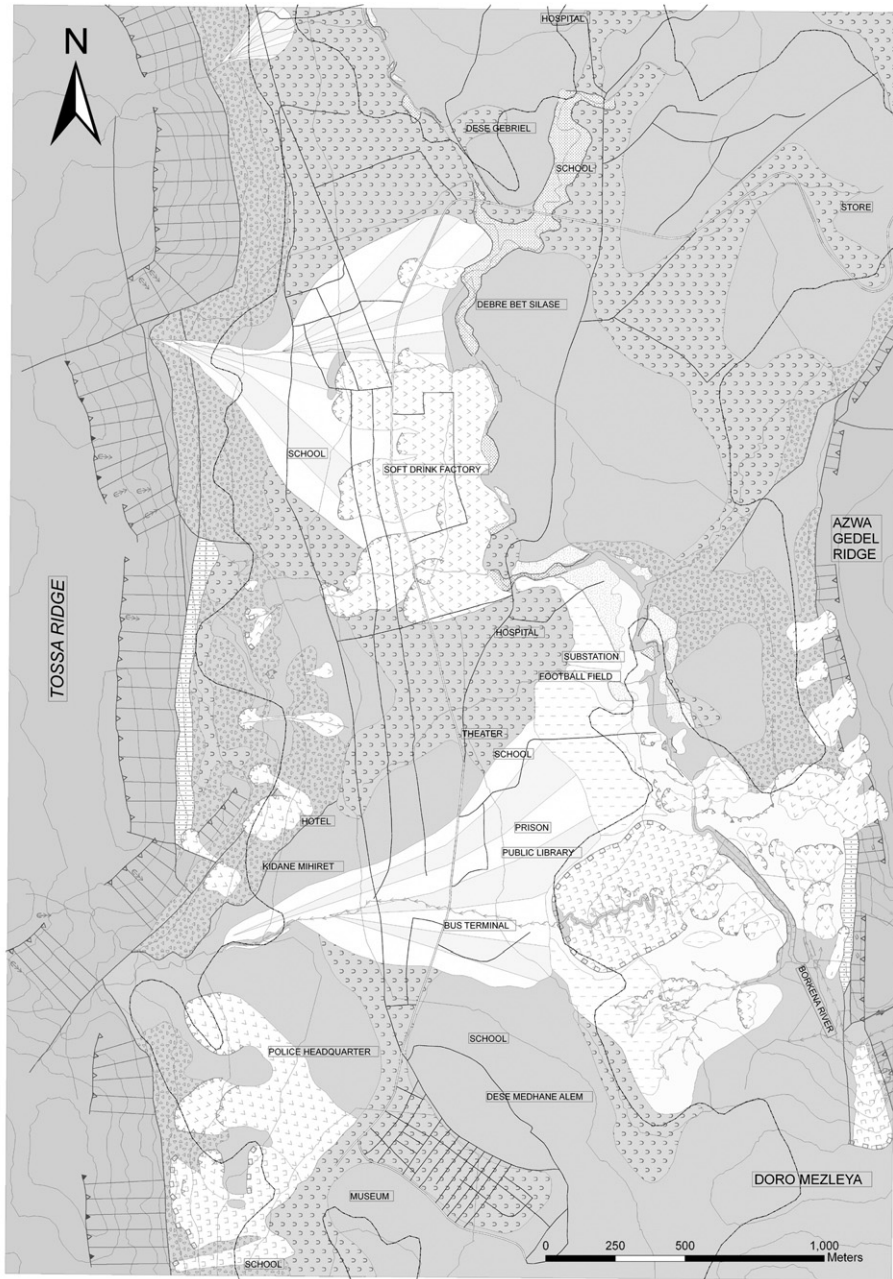 HOSPITAL
N
DESE GEBRIEL
SCHOOL
STORE
DEBRE BET SILASE
SCHOOL
SOFT DRINK FACTORY
AZWA
GEDEL
RIDGE
TOSSA RIDGE
HOSPITAL
SUBSTATION
FOOTBALL FIELD
THEATER
SCHOOL
HOTEL
PRISON
PUBLIC LIBRARY
KIDANE MIHIRET
BUS TERMINAL
BORKENA RIVER
SCHOOL
POLICE HEADQUARTER
DESE MEDHANE ALEM
DORO MEZLEYA
MUSEUM
0 250 500 1,000
Meters
SCHOOL